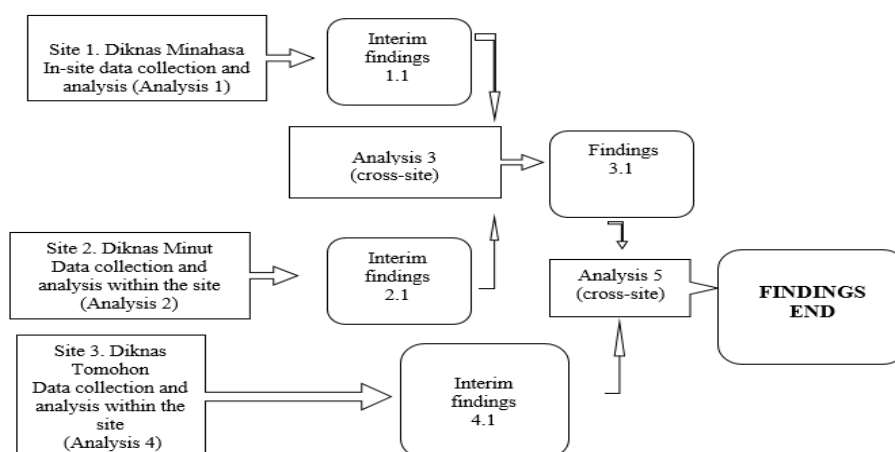 Site 1. Diknas Minahasa
In-site data collection and
analysis (Analysis 1)
Interim
findings
1.1
Analysis 3
(cross-site)
Findings
3.1
Site 2. Diknas Minut
Data collection and
analysis within the site
(Analysis 2)
Interim
findings
2.1
Analysis 5
(cross-site)
FINDINGS
END
Site 3. Diknas
Tomohon
Data collection and
analysis within the
site
(Analysis 4)
Interim
findings
4.1